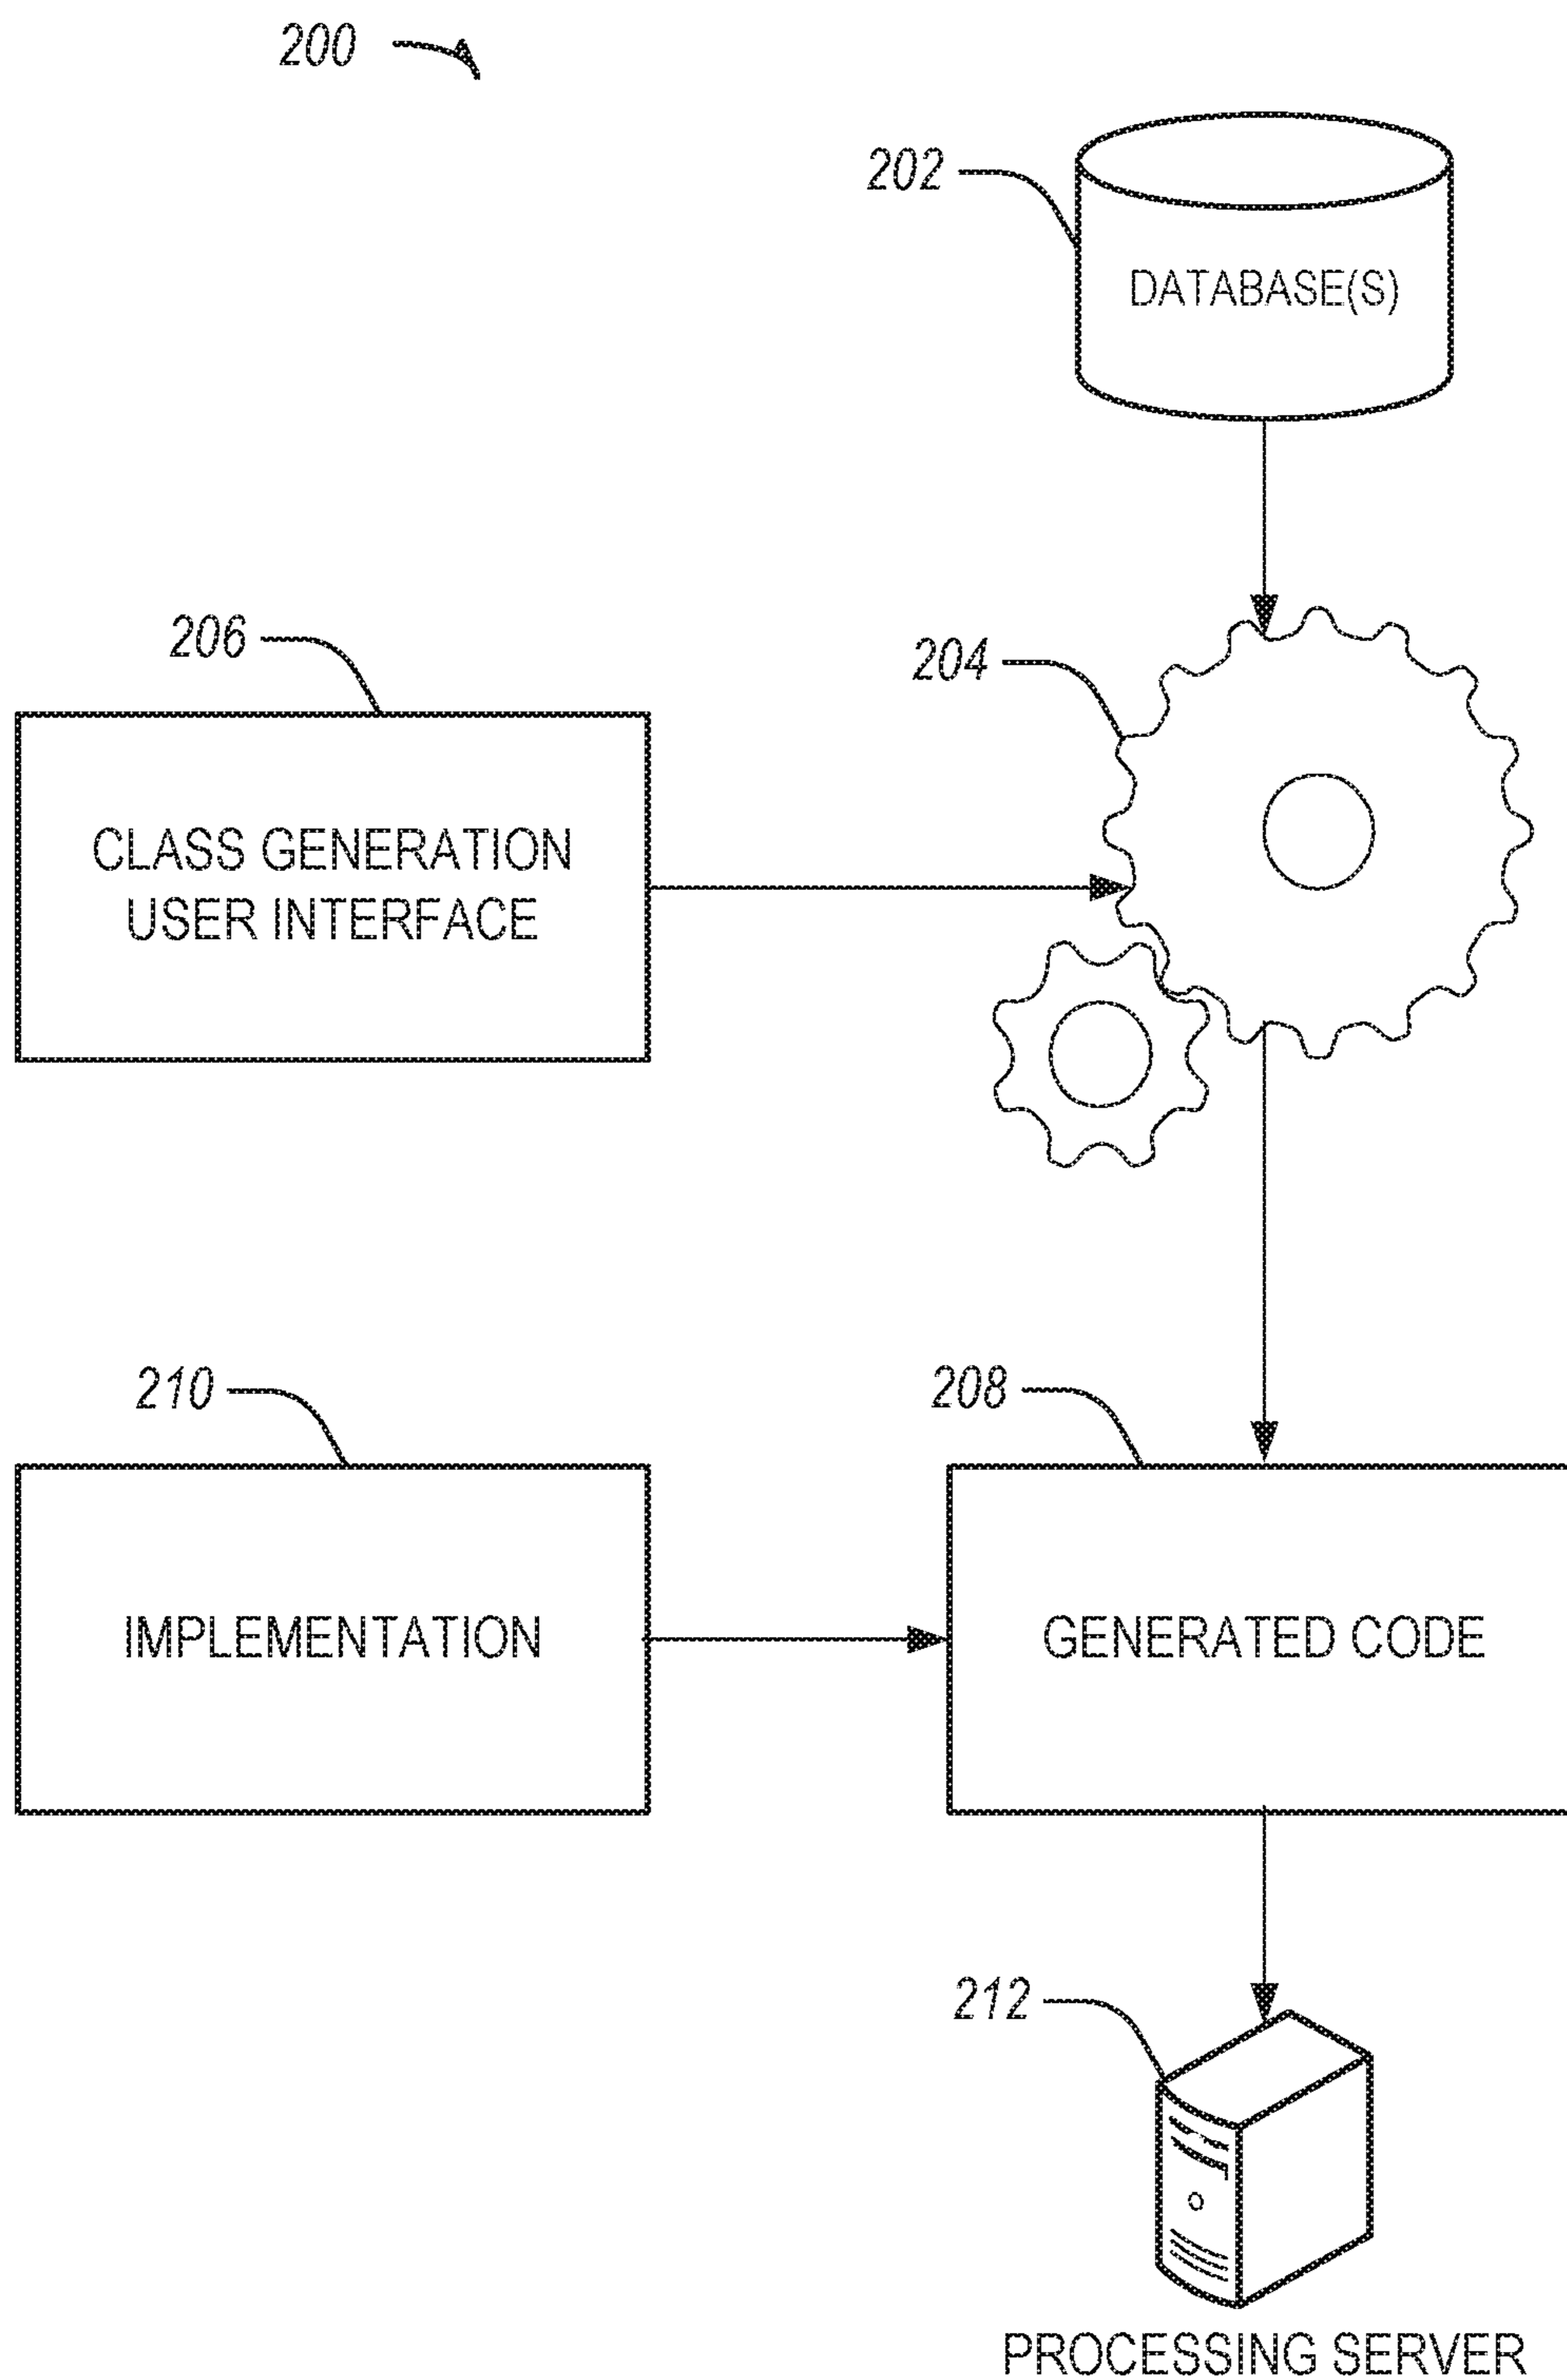 200
202
DATABASE(S)
206
204
CLASS GENERATION
USER INTERFACE
210
208
IMPLEMENTATION
GENERATED CODE
212
PROCESSING SERVER